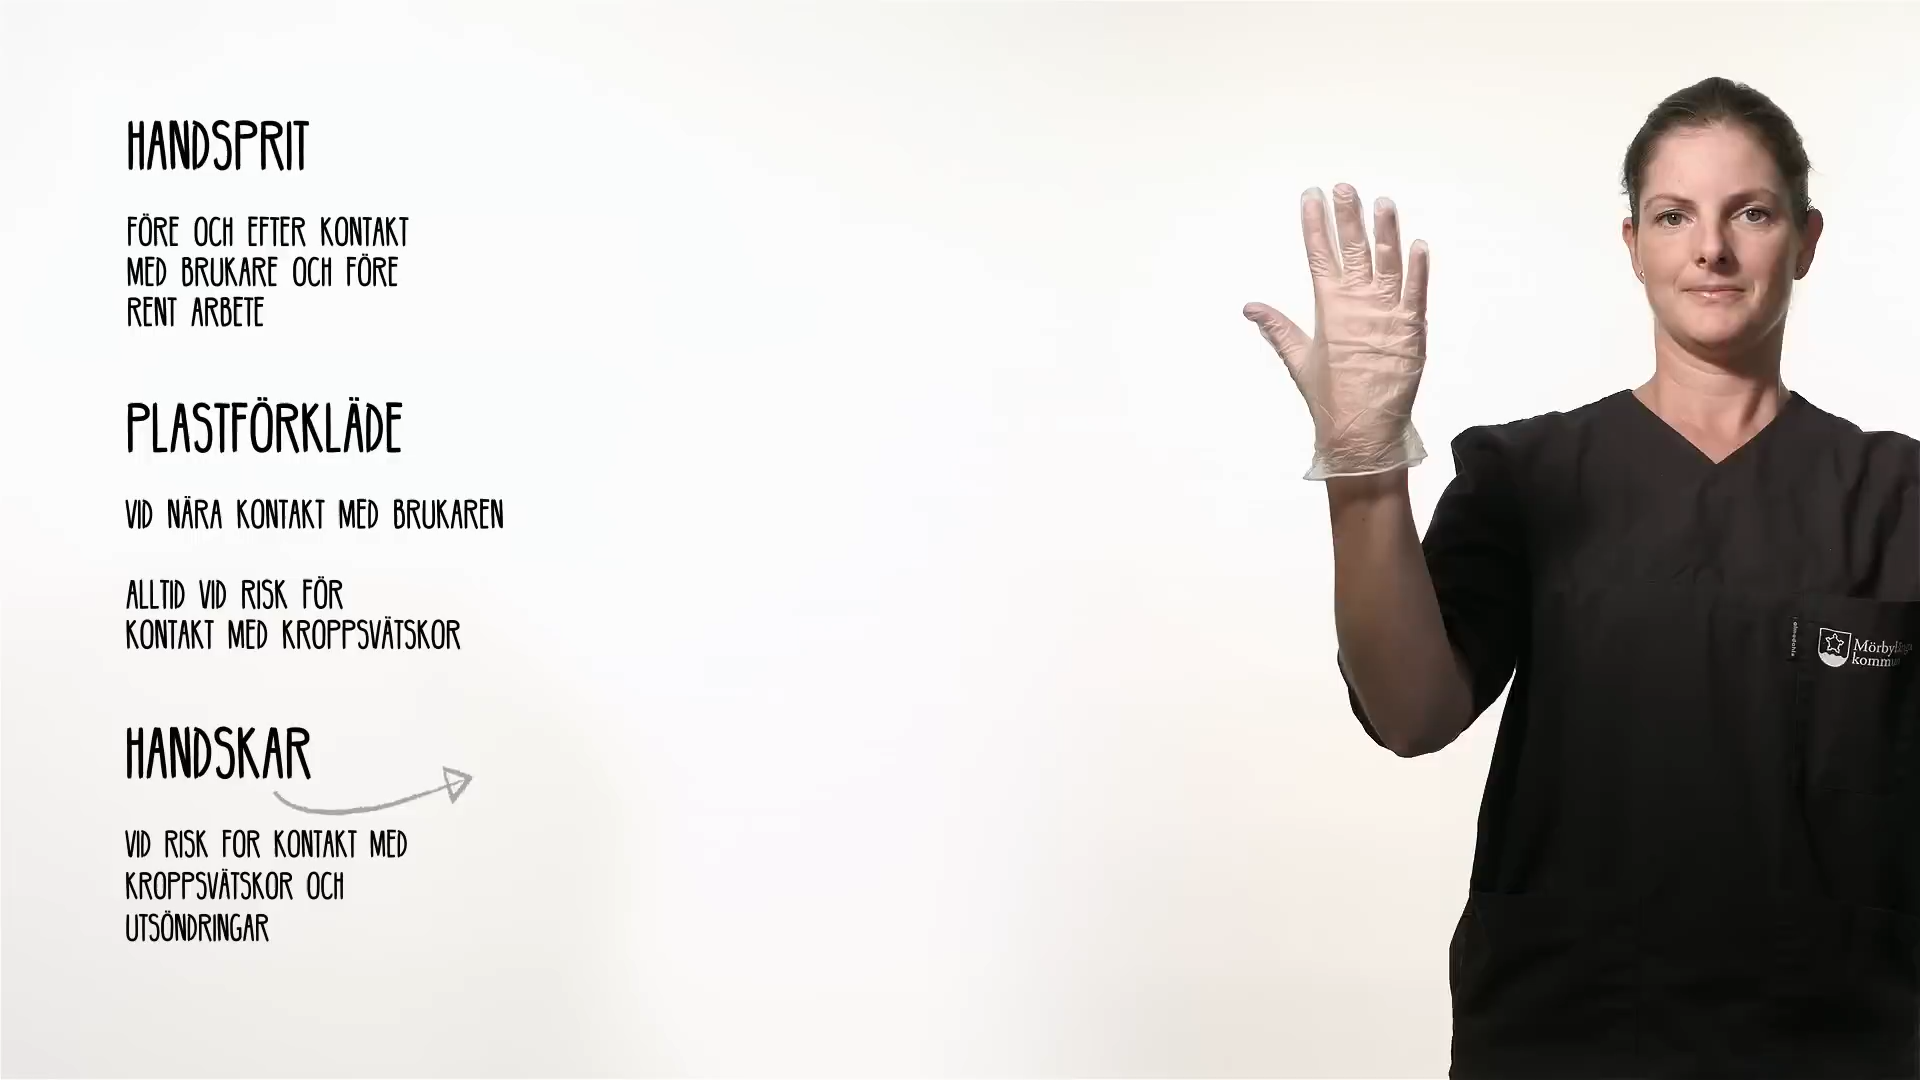 HANDSPRIT
FÖRE OCH EFTER KONTAKT
MED BRUKARE OCH FÖRE
RENT ARBETE
PLASTFÖRKLÄDE
VID NÄRA KONTAKT MED BRUKAREN
ALLTID VID RISK FÖR
KONTAKT MED KROPPSVÄTSKOR
HANDSKAR
VID RISK FOR KONTAKT MED
KROPPSVÄTSKOR OCH
UTSÖNDRINGAR